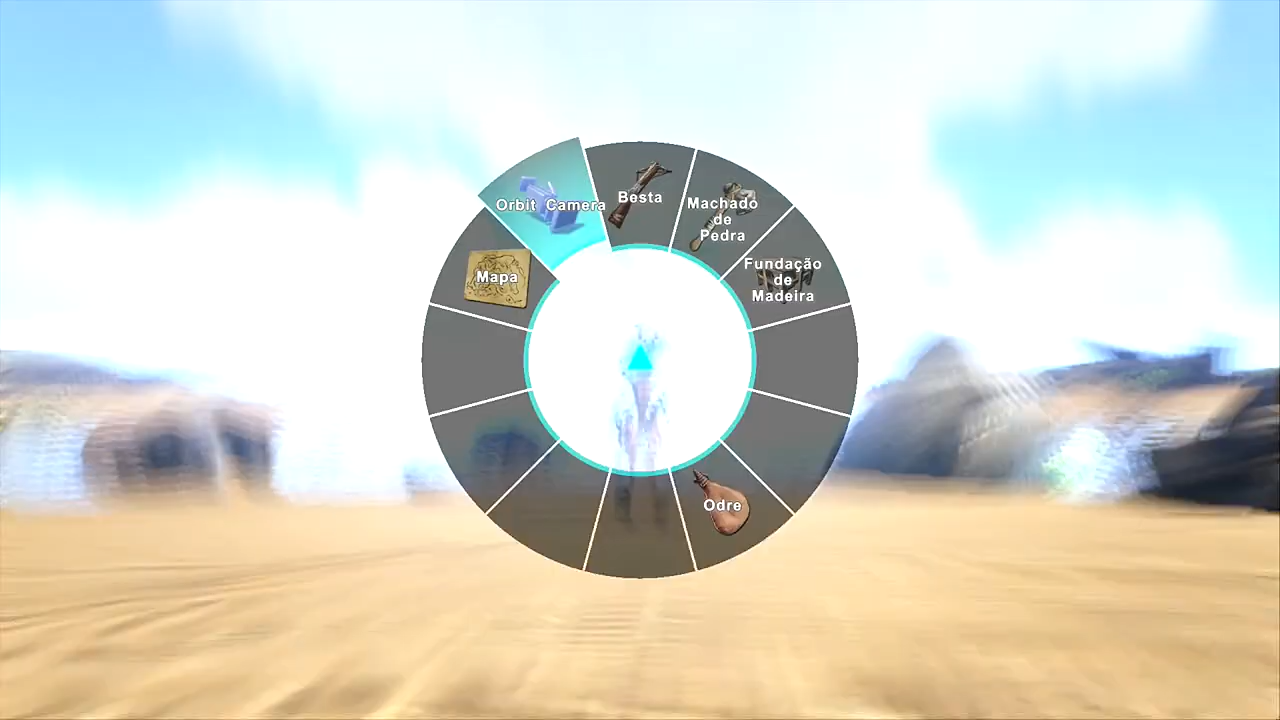 Orbit Camera
Besta
Machado
de
Pedra
Fundação
de
Madeira
Mapa
Odre